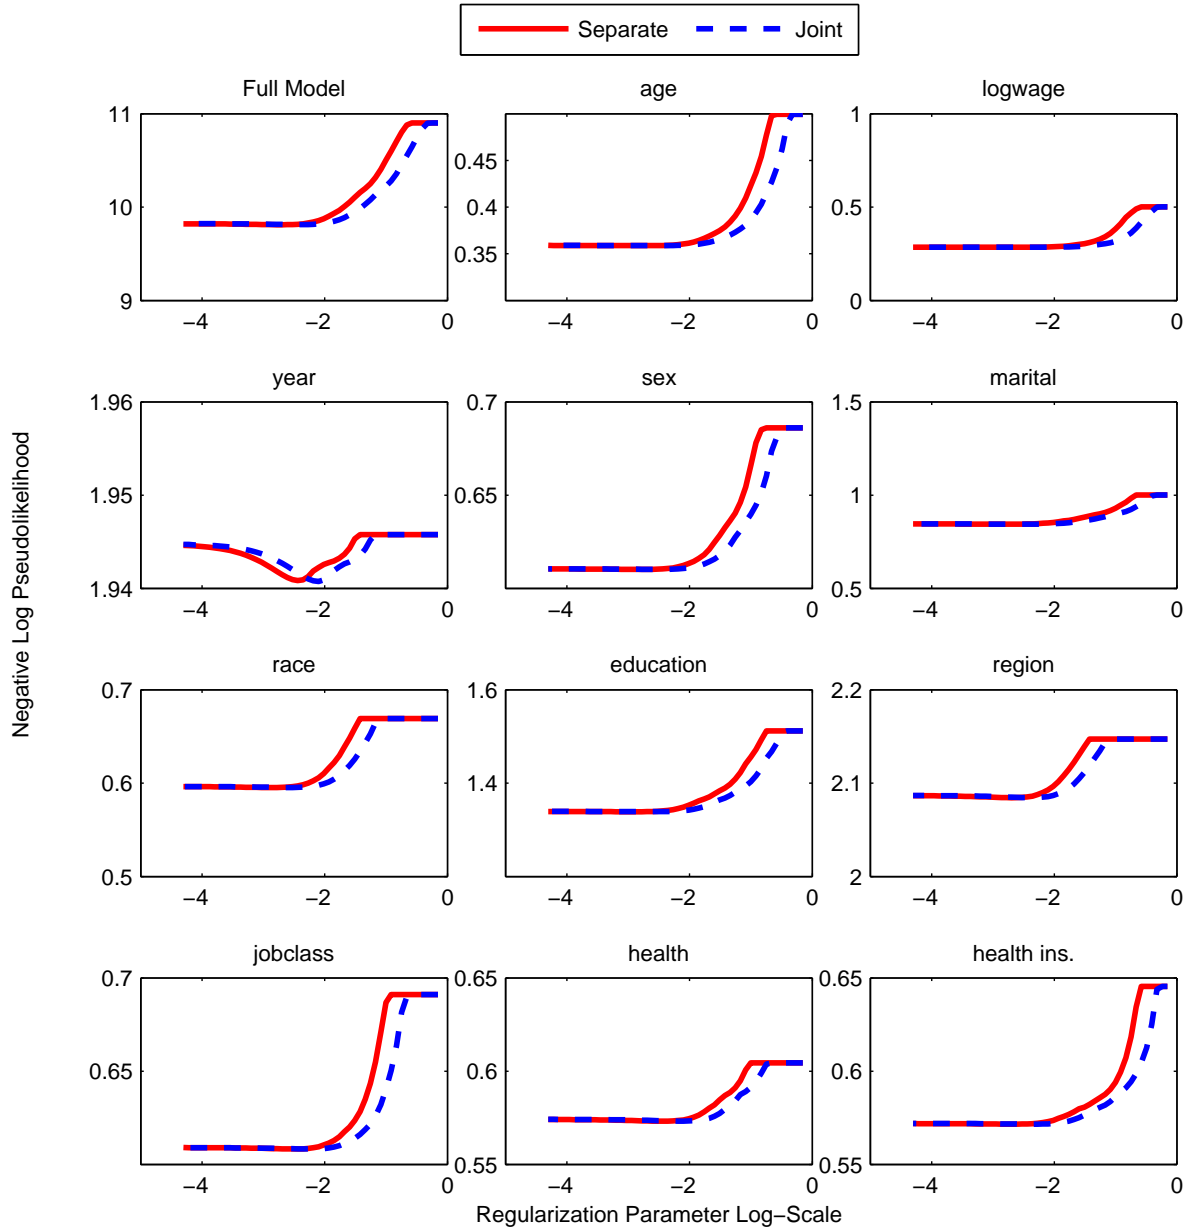 Separate Joint
Full Model age logwage
11 0.45 1
10 0.4 0.5
9 0.35 0
−4 −2 0 −4 −2 0 −4 −2 0
year sex marital
1.96 0.7 1.5
1.95 0.65 1
1.94 0.5
−4 −2 0 −4 −2 0 −4 −2 0
Negative Log Pseudolikelihood
race education region
0.7 1.6 2.2
0.6 1.4 2.1
0.5 2
−4 −2 0 −4 −2 0 −4 −2 0
jobclass health health ins.
0.7 0.65 0.65
0.65 0.6 0.6
0.55 0.55
−4 −2 0 −4 −2 0 −4 −2 0
Regularization Parameter Log−Scale